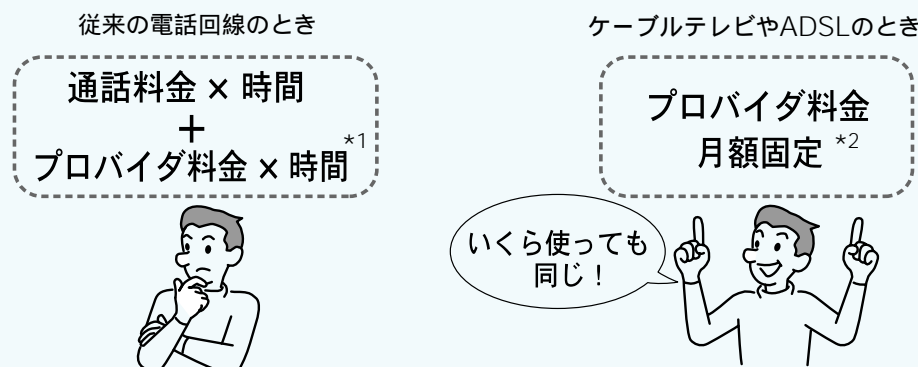 従来の電話回線のとき
通話料金 × 時間
+
プロバイダ料金 × 時間 *1
ケーブルテレビやADSLのとき
プロバイダ料金
月額固定 *2
いくら使っても
同じ！